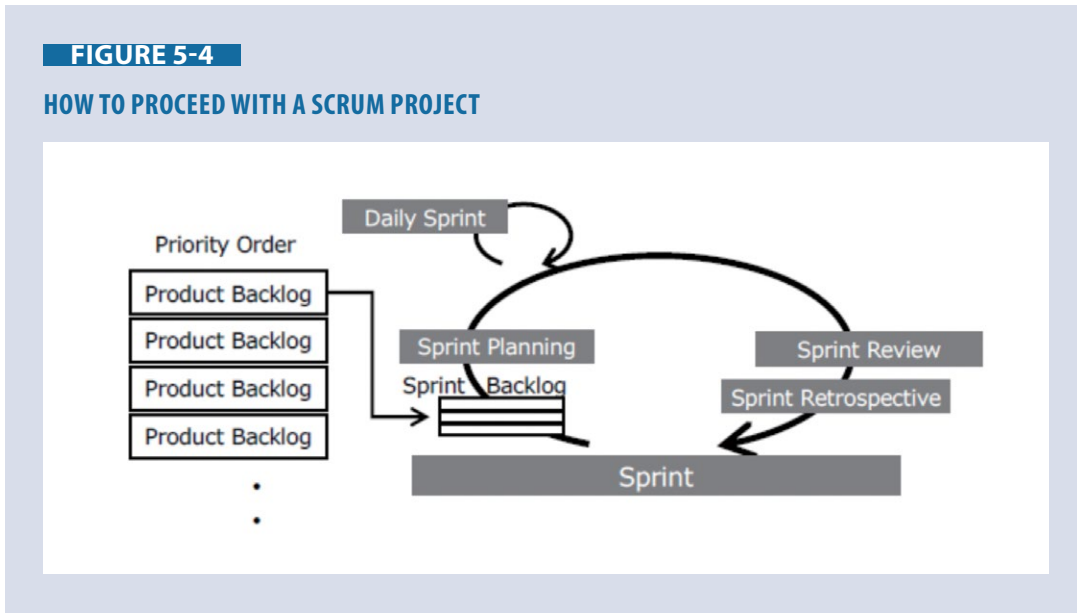 FIGURE 5-4
HOW TO PROCEED WITH A SCRUM PROJECT
Daily Sprint
Priority Order
Product Backlog
Product Backlog
Product Backlog
Product Backlog
Sprint Planning
Sprint Backlog
Sprint Review
Sprint Retrospective
Sprint